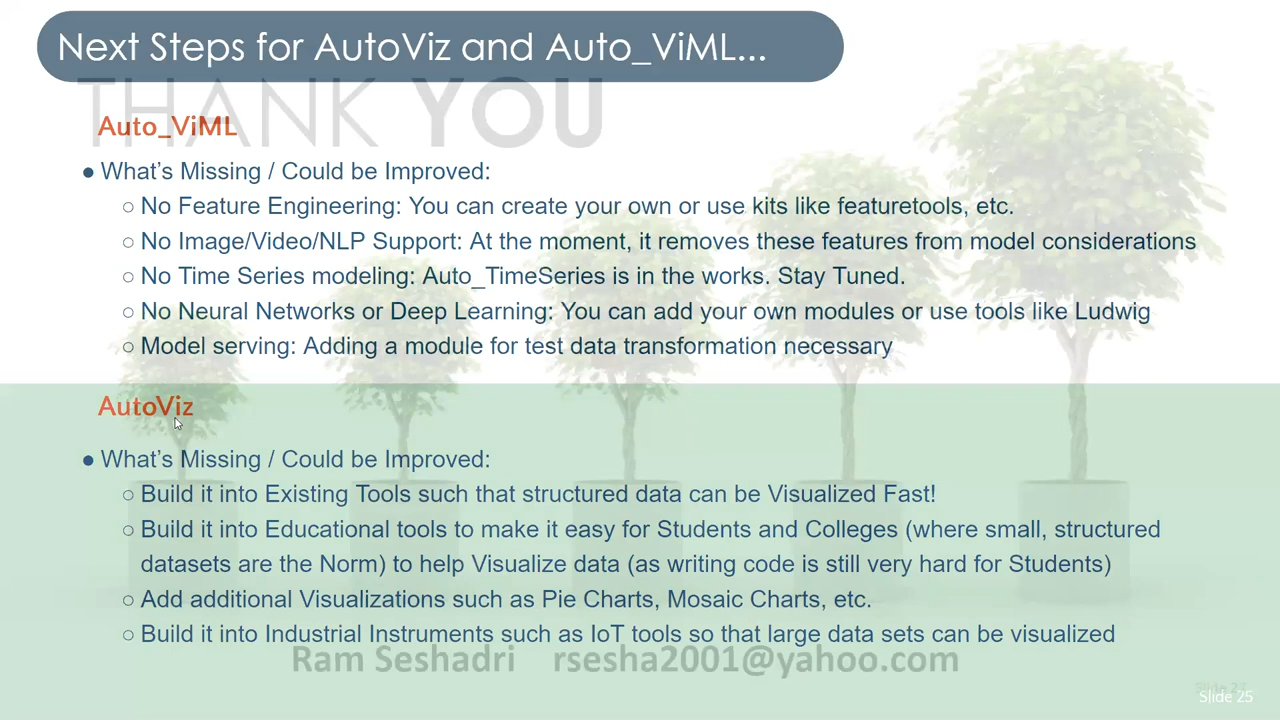 Next Steps for AutoViz and Auto_ViML...
THANK YOU
Auto_ViML
● What's Missing / Could be Improved:
○ No Feature Engineering: You can create your own or use kits like featuretools, etc.
○ No Image/Video/NLP Support: At the moment, it removes these features from model considerations
○ No Time Series modeling: Auto_TimeSeries is in the works. Stay Tuned.
○ No Neural Networks or Deep Learning: You can add your own modules or use tools like Ludwig
○ Model serving: Adding a module for test data transformation necessary
AutoViz
● What's Missing / Could be Improved:
○ Build it into Existing Tools such that structured data can be Visualized Fast!
○ Build it into Educational tools to make it easy for Students and Colleges (where small, structured
datasets are the Norm) to help Visualize data (as writing code is still very hard for Students)
○ Add additional Visualizations such as Pie Charts, Mosaic Charts, etc.
○ Build it into Industrial Instruments such as IoT tools so that large data sets can be visualized
Ram Seshadri rsesha2001@yahoo.com
Slide 25